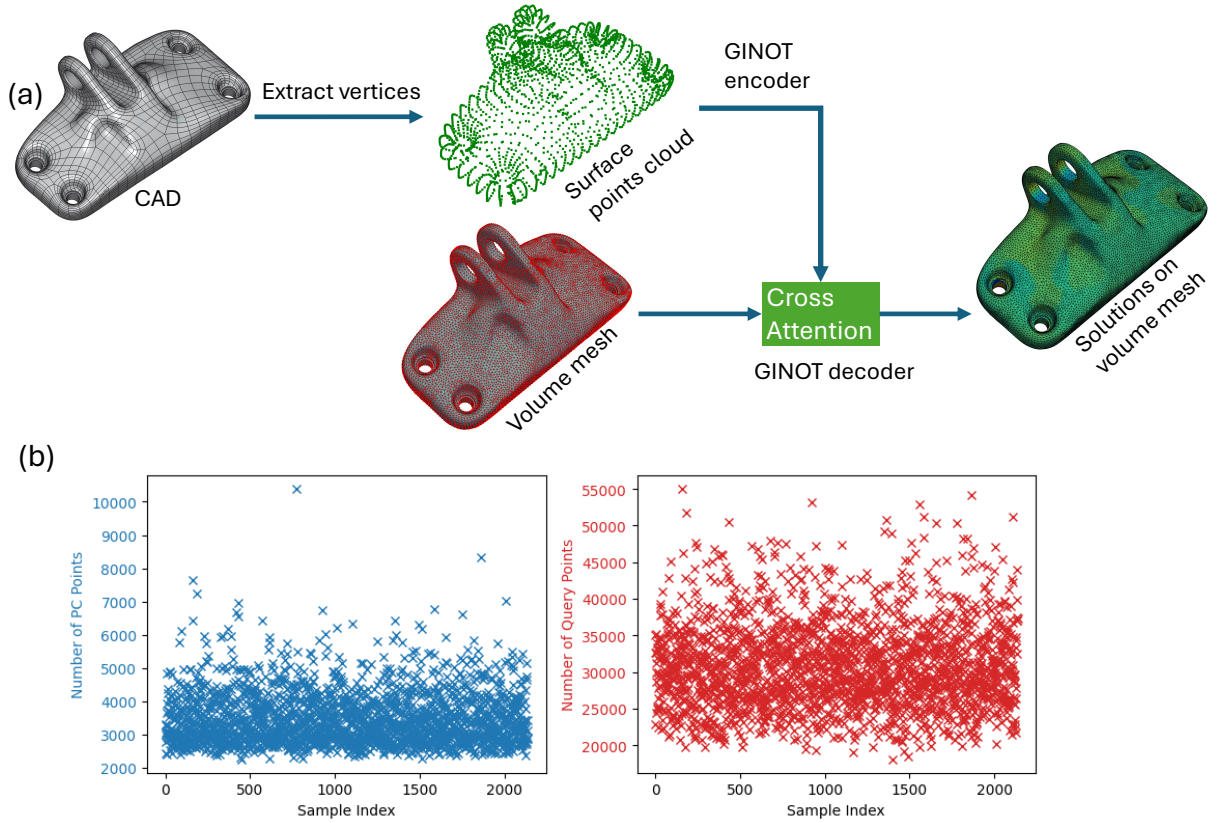 (a)
CAD
Extract vertices
Surface
points cloud
GINOT
encoder
Volume mesh
Cross
Attention
GINOT decoder
Solutions on
volume mesh
(b)
Number of PC Points
10000
9000
8000
7000
6000
5000
4000
3000
2000
0
500
1000
1500
2000
Sample Index
Number of Query Points
55000
50000
45000
40000
35000
30000
25000
20000
0
500
1000
1500
2000
Sample Index